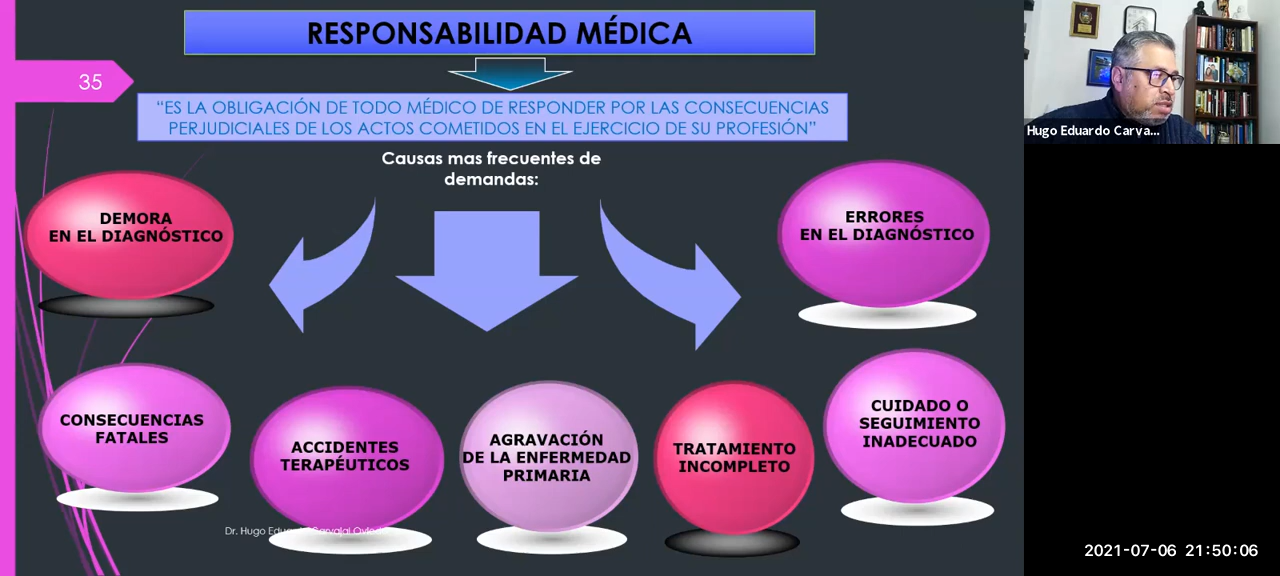 RESPONSABILIDAD MÉDICA
35
“ES LA OBLIGACIÓN DE TODO MÉDICO DE RESPONDER POR LAS CONSECUENCIAS
PERJUDICIALES DE LOS ACTOS COMETIDOS EN EL EJERCICIO DE SU PROFESIÓN”
Hugo Eduardo Carva...
Causas mas frecuentes de
demandas:
DEMORA
EN EL DIAGNÓSTICO
ERRORES
EN EL DIAGNÓSTICO
CONSECUENCIAS
FATALES
ACCIDENTES
TERAPÉUTICOS
AGRAVACIÓN
DE LA ENFERMEDAD
PRIMARIA
TRATAMIENTO
INCOMPLETO
CUIDADO O
SEGUIMIENTO
INADECUADO
Dr. Hugo Eduardo Carvajal
2021-07-06 21:50:06